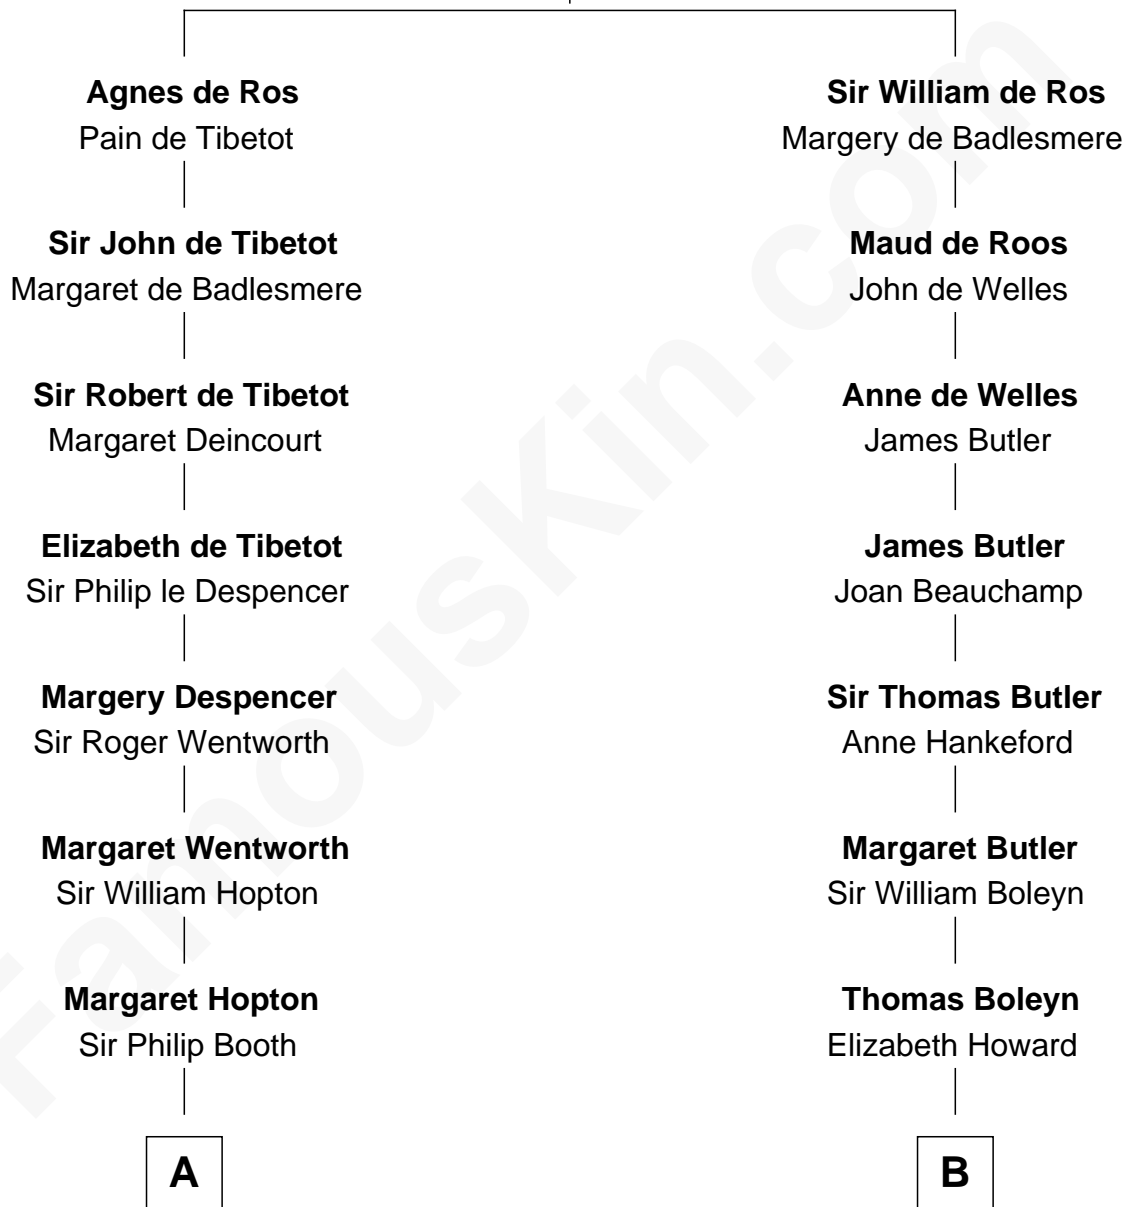 Agnes de Ros
Pain de Tibetot
Sir John de Tibetot
Margaret de Badlesmere
Sir Robert de Tibetot
Margaret Deincourt
Elizabeth de Tibetot
Sir Philip le Despencer
Margery Despencer
Sir Roger Wentworth
Margaret Wentworth
Sir William Hopton
Margaret Hopton
Sir Philip Booth
A
Sir William de Ros
Margery de Badlesmere
Maud de Roos
John de Welles
Anne de Welles
James Butler
James Butler
Joan Beauchamp
Sir Thomas Butler
Anne Hankeford
Margaret Butler
Sir William Boleyn
Thomas Boleyn
Elizabeth Howard
B
FamousKin.com